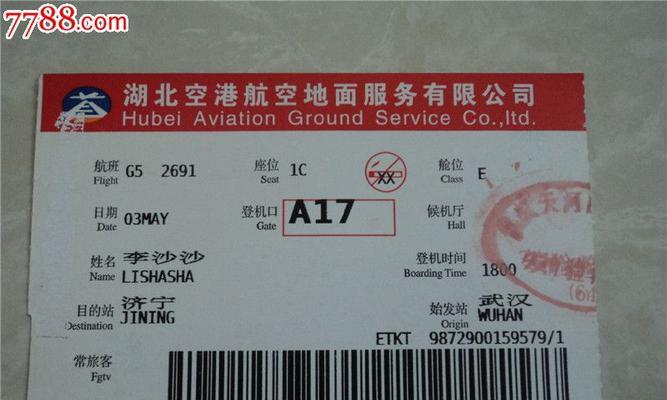 7788.com
湖北空港航空地面服务有限公司
Hubei Aviation Ground Service Co.,ltd.
航班 G5 2691 座位 1C XX 舱位 E
Flight Seat Class
日期 03MAY 登机口 A17 候机厅
Date Gate Hall
姓名 李沙沙 登机时间 1800
Name LISHASHA Boarding Time
目的站 济宁 始发站 武汉
Destination JINING Origin WUHAN
ETKT 9872900159579/1
常旅客
Fgtv